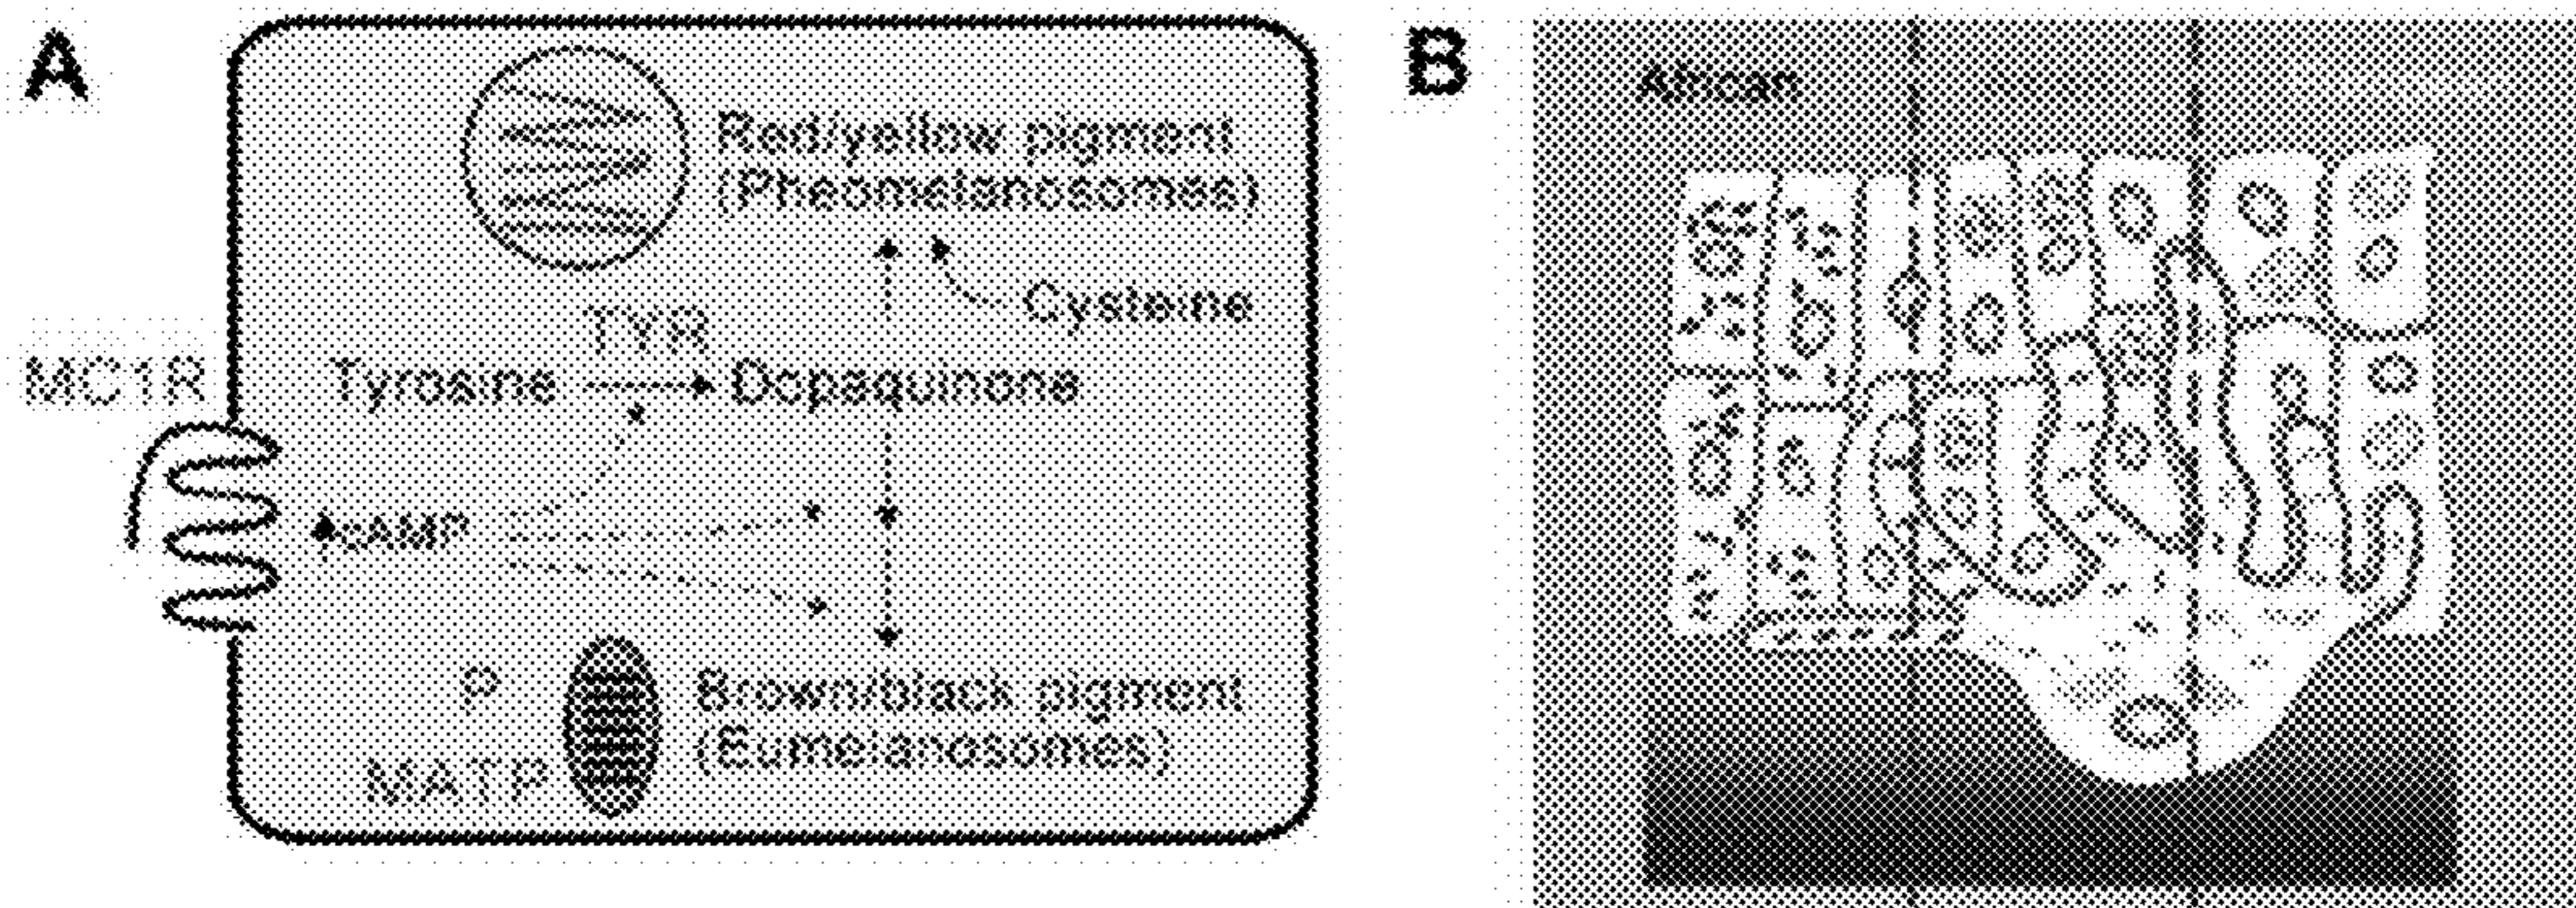 A
Red/yellow pigment
(Pheomelanosomes)
Cysteine
TYR
MC1R
Tyrosine
Dopaquinone
cAMP
P
Brown/black pigment
(Eumelanosomes)
MATP
B
African